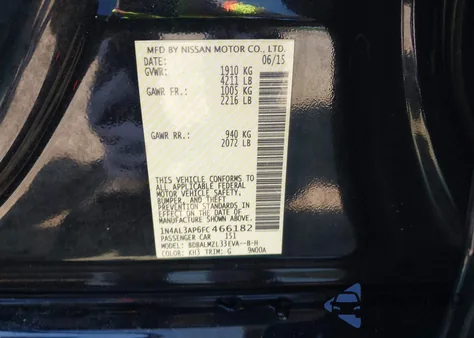 MFD BY NISSAN MOTOR CO., LTD.
DATE: 06/15
GVWR: 1910 KG
4211 LB
GAWR FR.: 1005 KG
2216 LB
GAWR RR.: 940 KG
2072 LB
THIS VEHICLE CONFORMS TO
ALL APPLICABLE FEDERAL
MOTOR VEHICLE SAFETY,
BUMPER, AND THEFT
PREVENTION STANDARDS IN
EFFECT ON THE DATE OF
MANUFACTURE SHOWN ABOVE.
1N4AL3AP6FC466182
PASSENGER CAR 151
MODEL: BDBALMZL33EVA--B-H
COLOR: KH3 TRIM: G